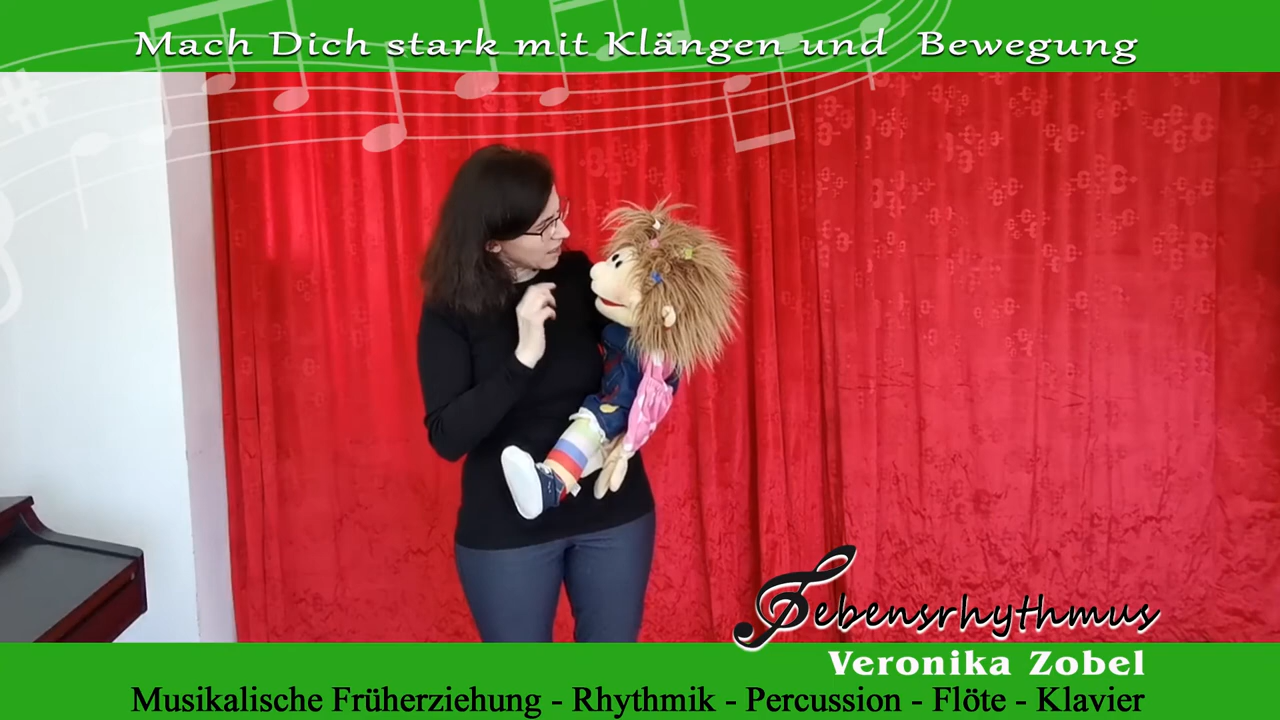 Mach Dich stark mit Klängen und Bewegung
Lebensrhythmus
Veronika Zobel
Musikalische Früherziehung - Rhythmik - Percussion - Flöte - Klavier